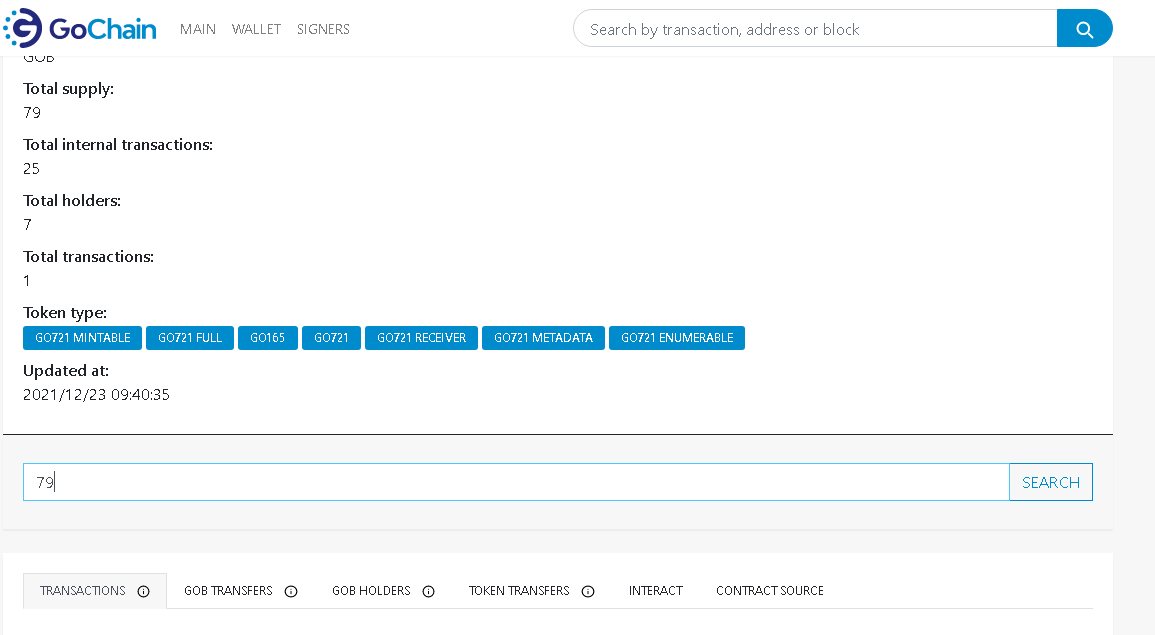 GoChain MAIN WALLET SIGNERS Search by transaction, address or block
GOB
Total supply:
79
Total internal transactions:
25
Total holders:
7
Total transactions:
1
Token type:
GO721 MINTABLE GO721 FULL GO165 GO721 GO721 RECEIVER GO721 METADATA GO721 ENUMERABLE
Updated at:
2021/12/23 09:40:35
79 SEARCH
TRANSACTIONS GOB TRANSFERS GOB HOLDERS TOKEN TRANSFERS INTERACT CONTRACT SOURCE